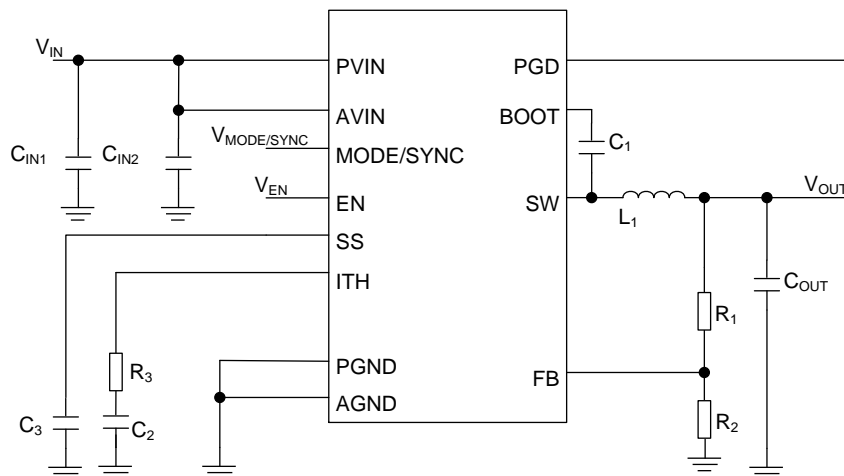 V_IN
PVIN
PGD
AVIN
BOOT
V_MODE/SYNC
C_IN1
C_IN2
MODE/SYNC
C_1
V_EN
EN
SW
V_OUT
L_1
SS
ITH
C_OUT
R_1
PGND
R_3
FB
AGND
C_3
C_2
R_2